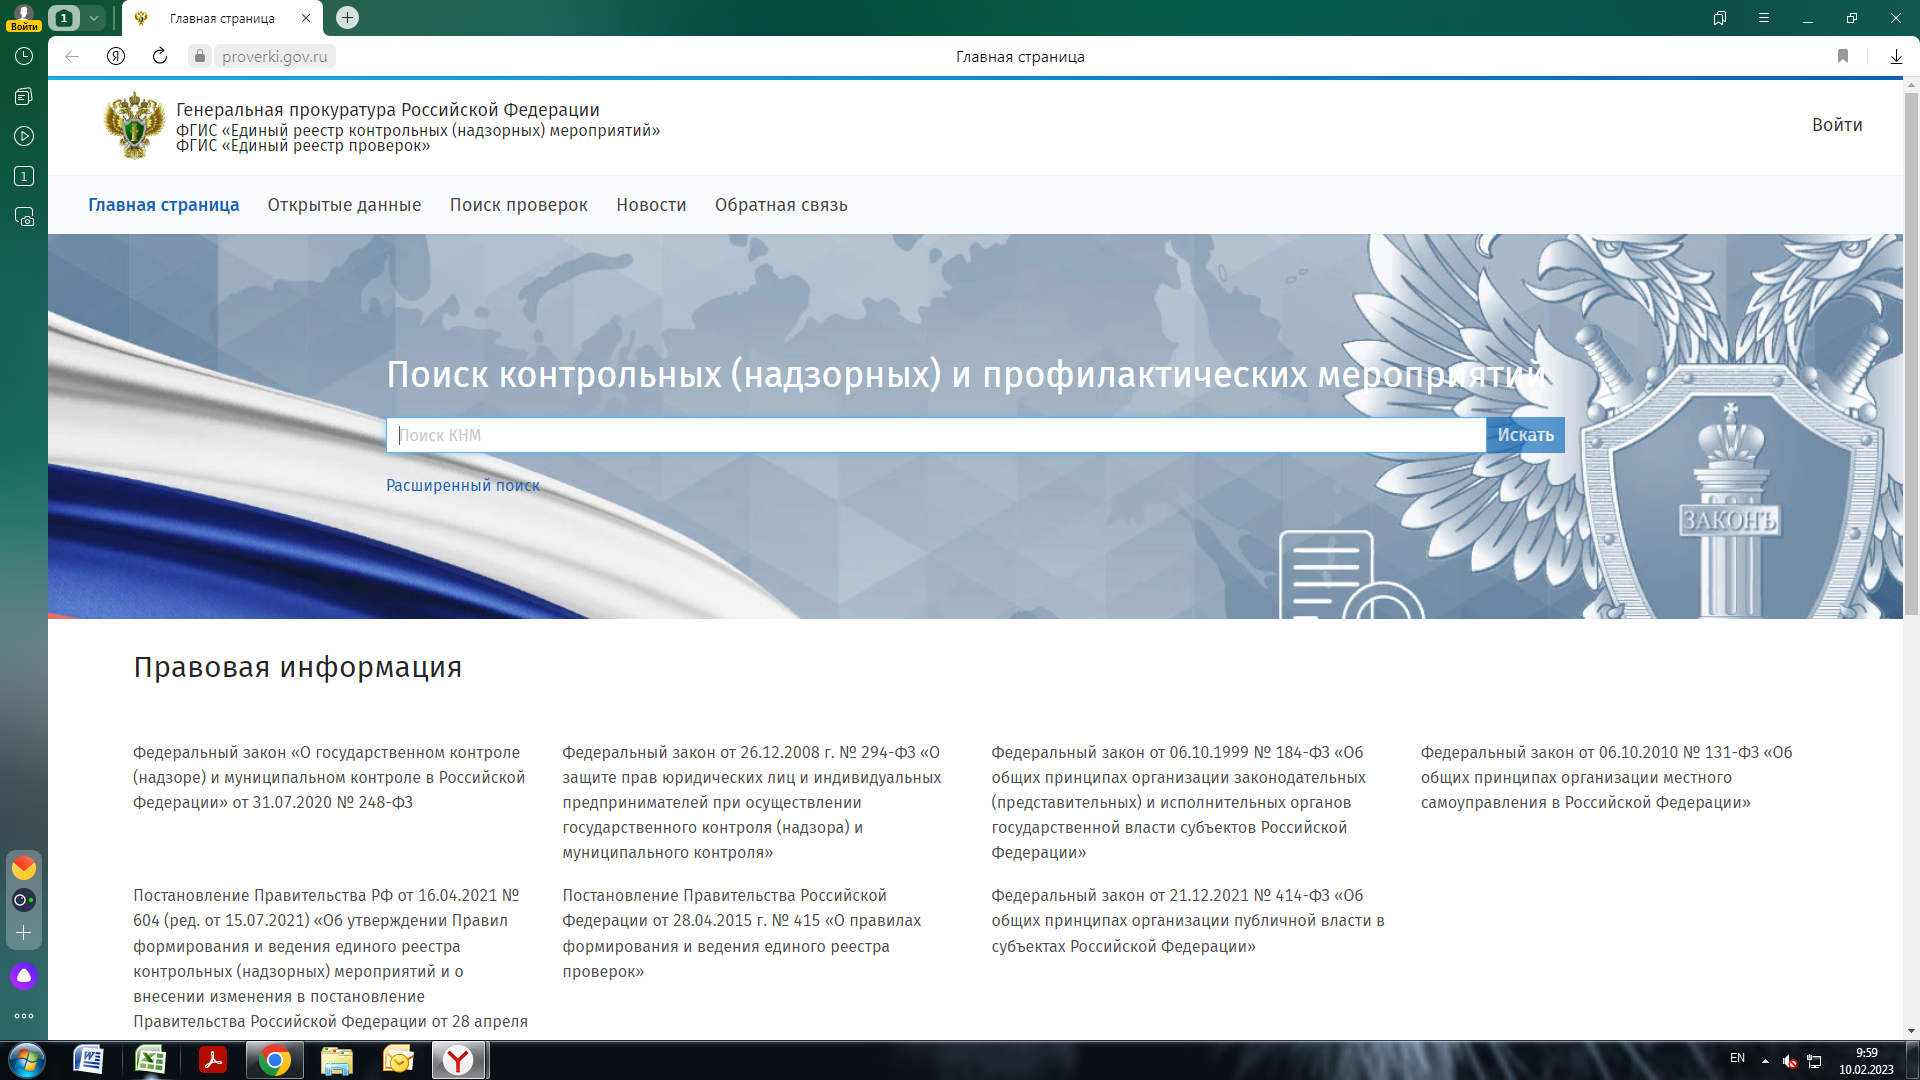 Войти
1
Главная страница
proverki.gov.ru
Главная страница
1
Генеральная прокуратура Российской Федерации
ФГИС «Единый реестр контрольных (надзорных) мероприятий»
ФГИС «Единый реестр проверок»
Войти
Главная страница Открытые данные Поиск проверок Новости Обратная связь
Поиск контрольных (надзорных) и профилактических мероприятий
Поиск КНМ
Искать
Расширенный поиск
ЗАКОНЪ
Правовая информация
Федеральный закон «О государственном контроле
(надзоре) и муниципальном контроле в Российской
Федерации» от 31.07.2020 № 248-ФЗ
Федеральный закон от 26.12.2008 г. № 294-ФЗ «О
защите прав юридических лиц и индивидуальных
предпринимателей при осуществлении
государственного контроля (надзора) и
муниципального контроля»
Федеральный закон от 06.10.1999 № 184-ФЗ «Об
общих принципах организации законодательных
(представительных) и исполнительных органов
государственной власти субъектов Российской
Федерации»
Федеральный закон от 06.10.2010 № 131-ФЗ «Об
общих принципах организации местного
самоуправления в Российской Федерации»
Постановление Правительства РФ от 16.04.2021 №
604 (ред. от 15.07.2021) «Об утверждении Правил
формирования и ведения единого реестра
контрольных (надзорных) мероприятий и о
внесении изменения в постановление
Правительства Российской Федерации от 28 апреля
Постановление Правительства Российской
Федерации от 28.04.2015 г. № 415 «О правилах
формирования и ведения единого реестра
проверок»
Федеральный закон от 21.12.2021 № 414-ФЗ «Об
общих принципах организации публичной власти в
субъектах Российской Федерации»
EN
9:59
10.02.2023